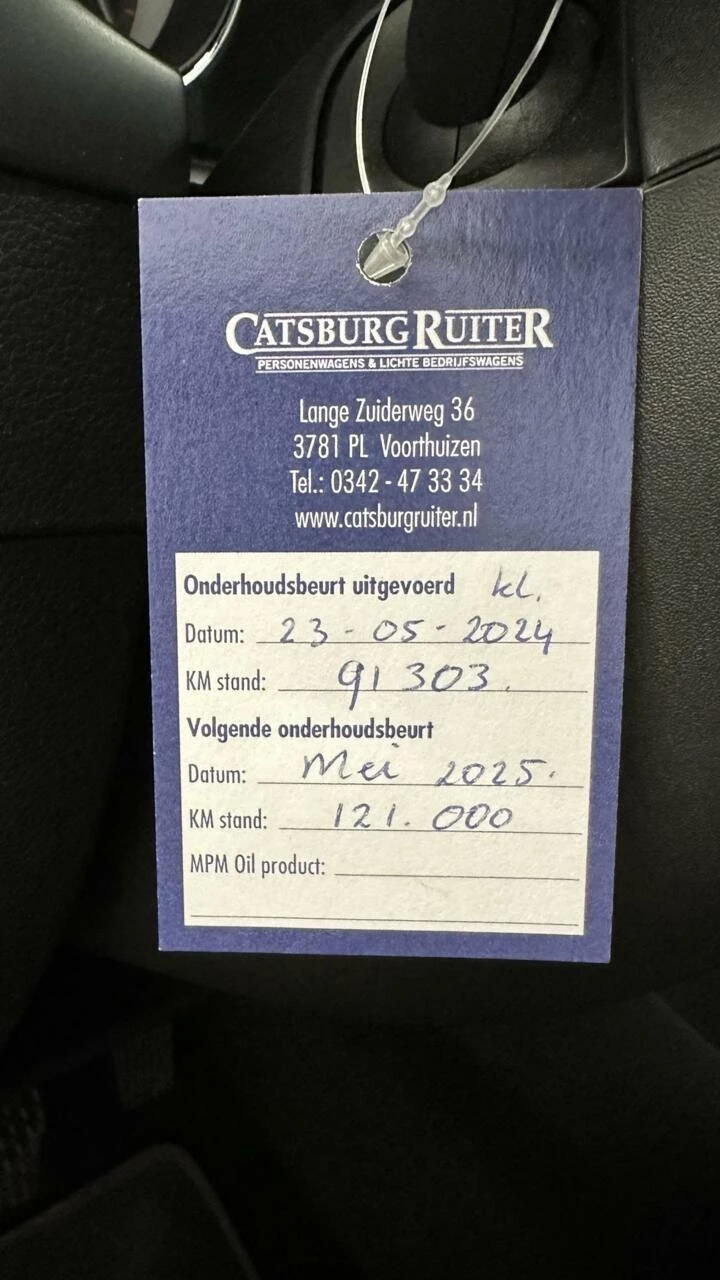 CATSBURG RUITER
PERSONENWAGENS & LICHTE BEDRIJFSWAGENS
Lange Zuiderweg 36
3781 PL Voorthuizen
Tel.: 0342 - 47 33 34
www.catsburgruiter.nl
Onderhoudsbeurt uitgevoerd kl.
Datum: 23 - 05 - 2024
KM stand: 91 303.
Volgende onderhoudsbeurt
Datum: Mei 2025.
KM stand: 121. 000
MPM Oil product: